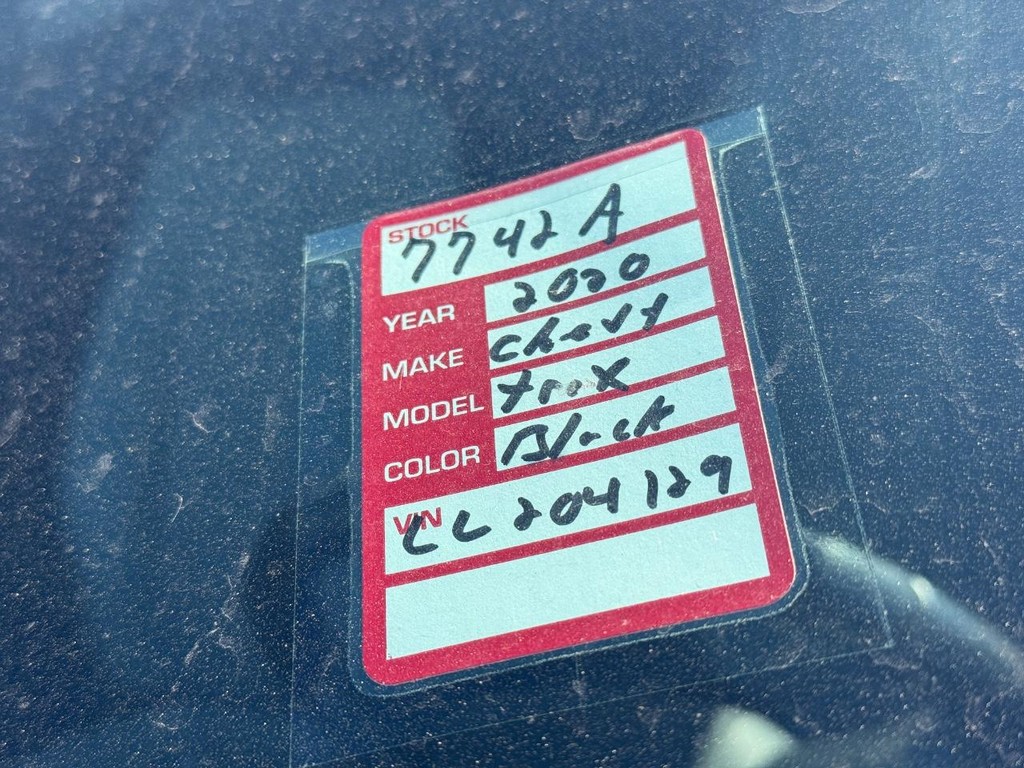 STOCK
7742 A
YEAR 2020
MAKE Chevy
MODEL trax
COLOR Black
VIN
LL204129